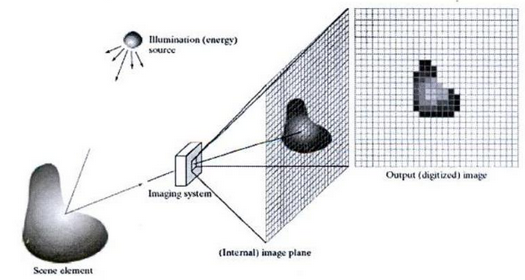 Illumination (energy)
source
Imaging system
Output (digitized) image
(Internal) image plane
Scene element